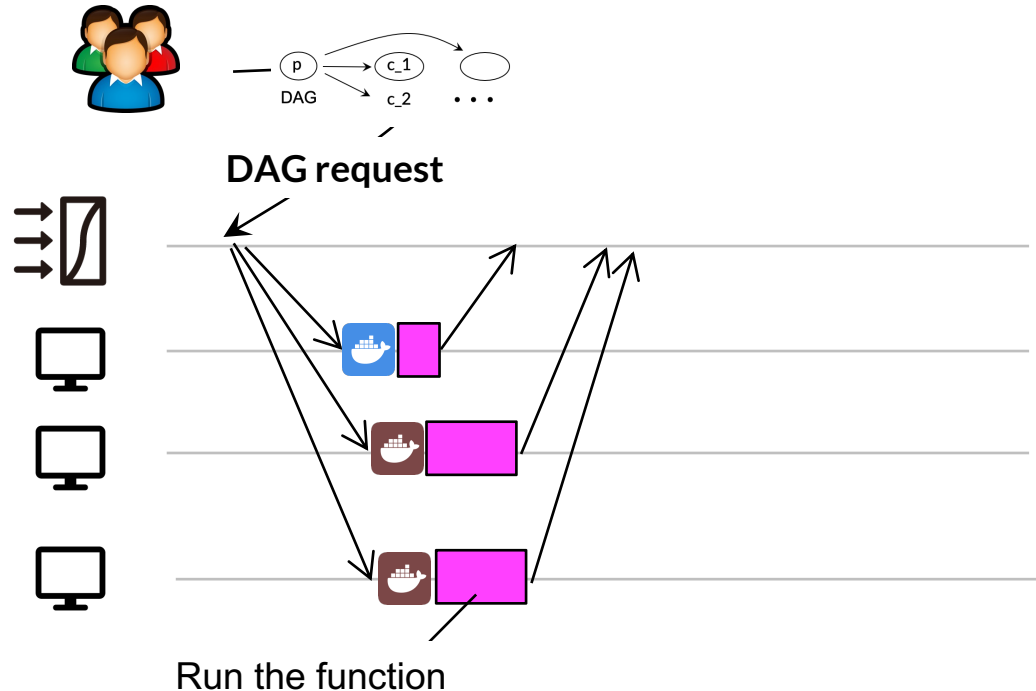 p
c_1
DAG
c_2
• • •
DAG request
Run the function